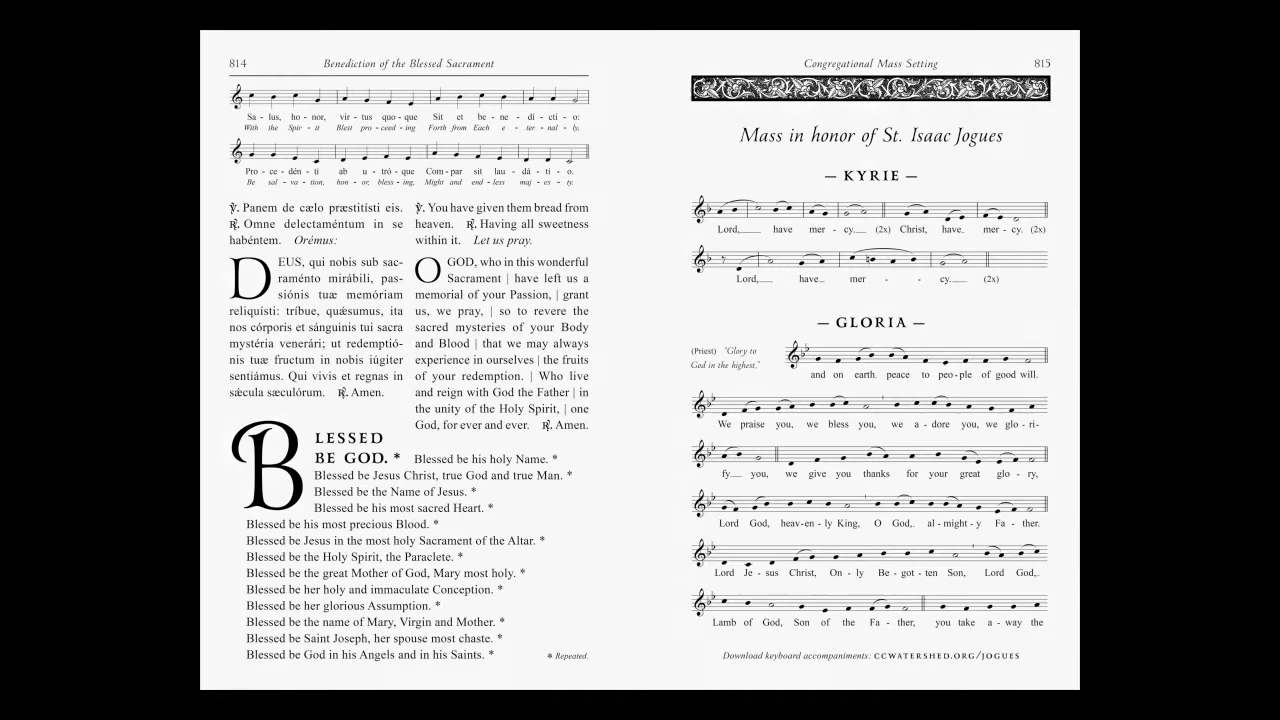 814 Benediction of the Blessed Sacrament
Sa - lus, ho - nor, vir - tus quo - que Sit et be - ne - dí - cti - o:
With the Spir - it Blest pro - ceed - ing Forth from Each e - ter - nal - ly.
Pro - ce - dén - ti ab u - tró - que Com - par sit lau - dá - ti - o.
Be sal - va - tion, hon - or, bless - ing, Might and end - less maj - es - ty.
℣. Panem de cælo præstitísti eis.
℟. Omne delectaméntum in se
habéntem. Orémus:
DEUS, qui nobis sub sac-
raménto mirábili, pas-
siónis tuæ memóriam
reliquísti: tríbue, quǽsumus, ita
nos córporis et sánguinis tui sacra
mystéria venerári; ut redemptió-
nis tuæ fructum in nobis iúgiter
sentiámus. Qui vivis et regnas in
sǽcula sæculórum. ℟. Amen.
℣. You have given them bread from
heaven. ℟. Having all sweetness
within it. Let us pray.
O GOD, who in this wonderful
Sacrament | have left us a
memorial of your Passion, | grant
us, we pray, | so to revere the
sacred mysteries of your Body
and Blood | that we may always
experience in ourselves | the fruits
of your redemption. | Who live
and reign with God the Father | in
the unity of the Holy Spirit, | one
God, for ever and ever. ℟. Amen.
BLESSED
BE GOD. * Blessed be his holy Name. *
Blessed be Jesus Christ, true God and true Man. *
Blessed be the Name of Jesus. *
Blessed be his most sacred Heart. *
Blessed be his most precious Blood. *
Blessed be Jesus in the most holy Sacrament of the Altar. *
Blessed be the Holy Spirit, the Paraclete. *
Blessed be the great Mother of God, Mary most holy. *
Blessed be her holy and immaculate Conception. *
Blessed be her glorious Assumption. *
Blessed be the name of Mary, Virgin and Mother. *
Blessed be Saint Joseph, her spouse most chaste. *
Blessed be God in his Angels and in his Saints. * * Repeated.
Congregational Mass Setting 815
Mass in honor of St. Isaac Jogues
— KYRIE —
Lord,___ have mer - cy.___ (2x) Christ, have_ mer - cy. (2x)
Lord,___ have_ mer - - cy.___ (2x)
— GLORIA —
(Priest) "Glory to
God in the highest,"
and on earth_ peace to peo - ple of good will.
We praise you, we bless you, we a - dore you, we glo - ri-
fy___ you, we give you thanks for your great glo - ry,
Lord God, heav - en - ly King, O God,_ al - might - y Fa - ther.
Lord Je - sus Christ, On - ly Be - got - ten Son, Lord God,_
Lamb of God, Son of the Fa - ther, you take a - way the
Download keyboard accompaniments: CCWATERSHED.ORG/JOGUES